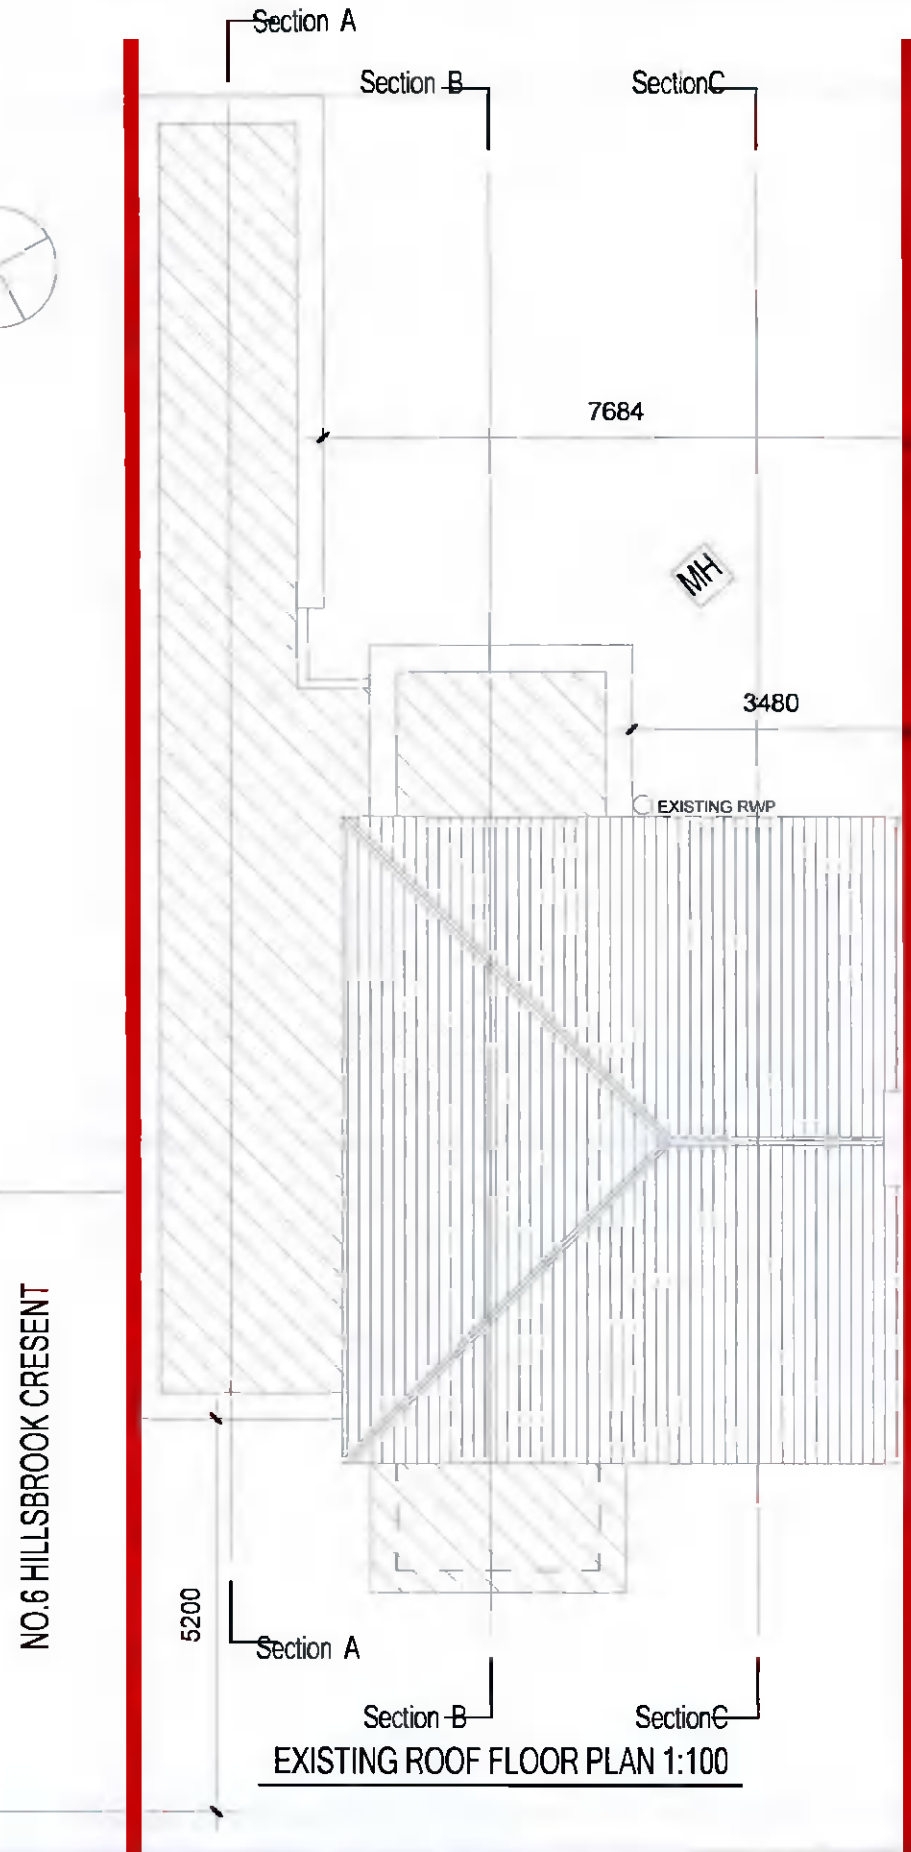 Section A
Section B
SectionC
7684
MH
3480
EXISTING RWP
NO.6 HILLSBROOK CRESENT
5200
Section A
Section B
SectionC
EXISTING ROOF FLOOR PLAN 1:100